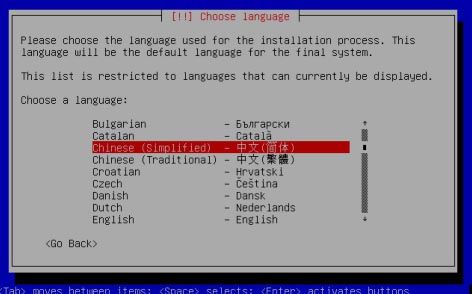 [!!] Choose language
Please choose the language used for the installation process. This
language will be the default language for the final system.
This list is restricted to languages that can currently be displayed.
Choose a language:
Bulgarian - Български
Catalan - Català
Chinese (Simplified) - 中文(简体)
Chinese (Traditional) - 中文(繁體)
Croatian - Hrvatski
Czech - Čeština
Danish - Dansk
Dutch - Nederlands
English - English
<Go Back>
<Tab> moves between items; <Space> selects; <Enter> activates buttons